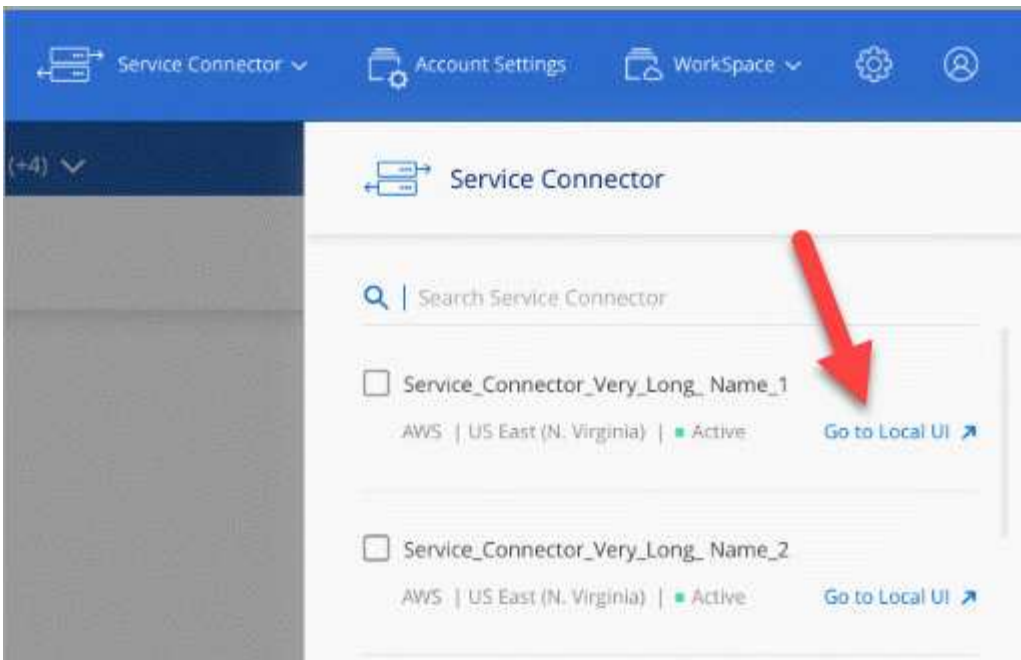 Service Connector
Account Settings
WorkSpace
(+4)
Service Connector
Search Service Connector
Service_Connector_Very_Long_ Name_1
AWS | US East (N. Virginia) | Active
Go to Local UI
Service_Connector_Very_Long_ Name_2
AWS | US East (N. Virginia) | Active
Go to Local UI